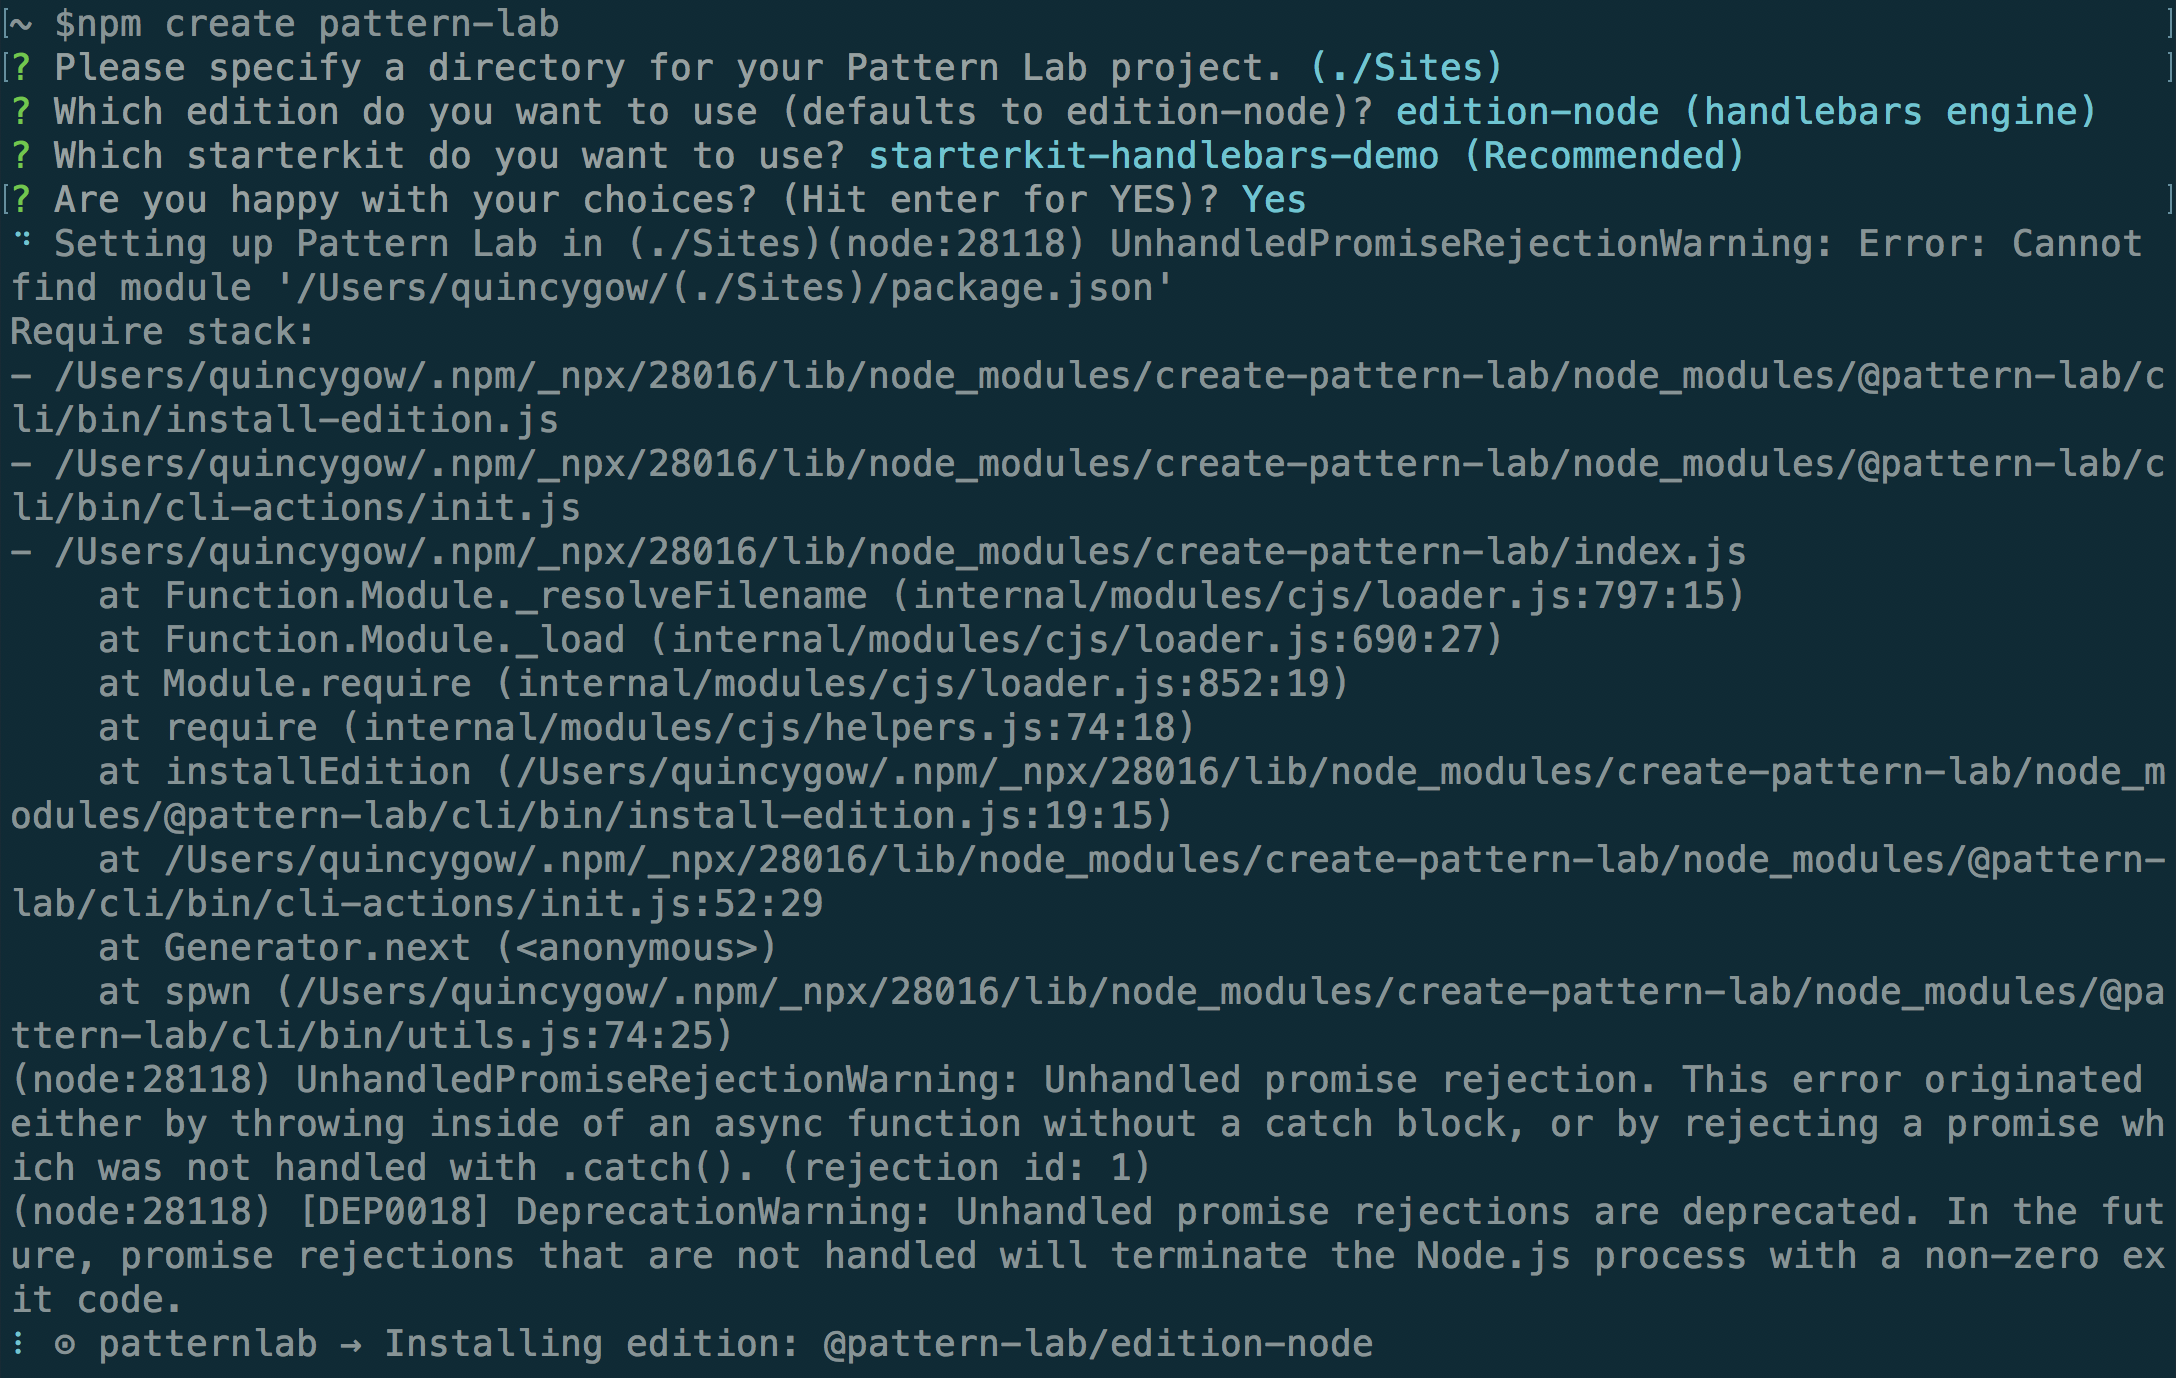 [~ $npm create pattern-lab ]
[? Please specify a directory for your Pattern Lab project. (./Sites) ]
? Which edition do you want to use (defaults to edition-node)? edition-node (handlebars engine)
? Which starterkit do you want to use? starterkit-handlebars-demo (Recommended)
[? Are you happy with your choices? (Hit enter for YES)? Yes ]
⠙ Setting up Pattern Lab in (./Sites)(node:28118) UnhandledPromiseRejectionWarning: Error: Cannot
find module '/Users/quincygow/(./Sites)/package.json'
Require stack:
- /Users/quincygow/.npm/_npx/28016/lib/node_modules/create-pattern-lab/node_modules/@pattern-lab/c
li/bin/install-edition.js
- /Users/quincygow/.npm/_npx/28016/lib/node_modules/create-pattern-lab/node_modules/@pattern-lab/c
li/bin/cli-actions/init.js
- /Users/quincygow/.npm/_npx/28016/lib/node_modules/create-pattern-lab/index.js
    at Function.Module._resolveFilename (internal/modules/cjs/loader.js:797:15)
    at Function.Module._load (internal/modules/cjs/loader.js:690:27)
    at Module.require (internal/modules/cjs/loader.js:852:19)
    at require (internal/modules/cjs/helpers.js:74:18)
    at installEdition (/Users/quincygow/.npm/_npx/28016/lib/node_modules/create-pattern-lab/node_m
odules/@pattern-lab/cli/bin/install-edition.js:19:15)
    at /Users/quincygow/.npm/_npx/28016/lib/node_modules/create-pattern-lab/node_modules/@pattern-
lab/cli/bin/cli-actions/init.js:52:29
    at Generator.next (<anonymous>)
    at spwn (/Users/quincygow/.npm/_npx/28016/lib/node_modules/create-pattern-lab/node_modules/@pa
ttern-lab/cli/bin/utils.js:74:25)
(node:28118) UnhandledPromiseRejectionWarning: Unhandled promise rejection. This error originated
either by throwing inside of an async function without a catch block, or by rejecting a promise wh
ich was not handled with .catch(). (rejection id: 1)
(node:28118) [DEP0018] DeprecationWarning: Unhandled promise rejections are deprecated. In the fut
ure, promise rejections that are not handled will terminate the Node.js process with a non-zero ex
it code.
⠇ ⊙ patternlab → Installing edition: @pattern-lab/edition-node